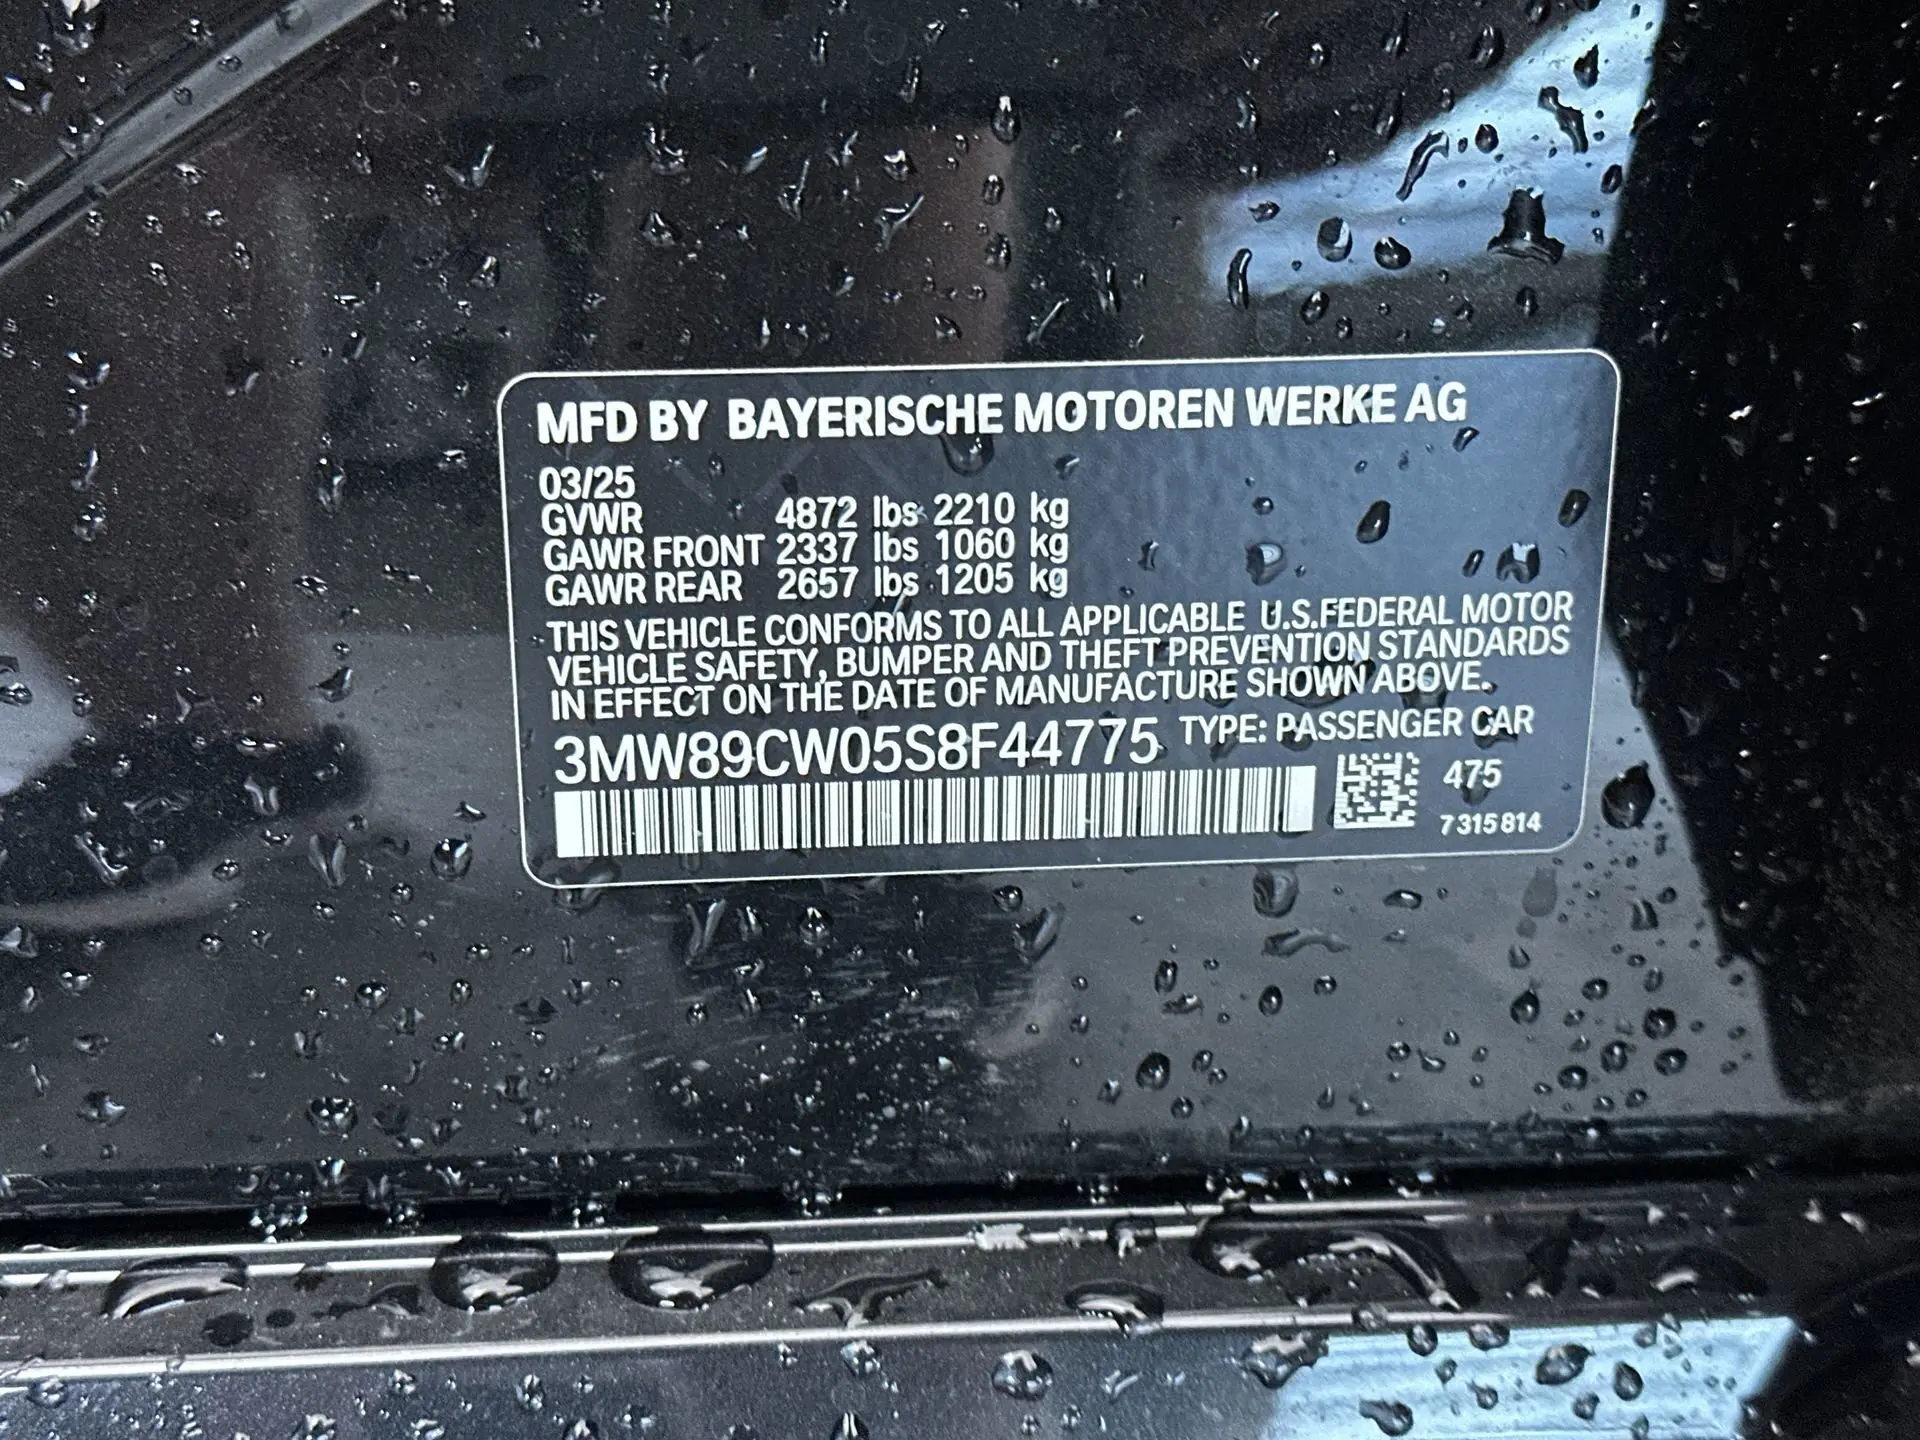 MFD BY BAYERISCHE MOTOREN WERKE AG
03/25
GVWR 4872 lbs 2210 kg
GAWR FRONT 2337 lbs 1060 kg
GAWR REAR 2657 lbs 1205 kg
THIS VEHICLE CONFORMS TO ALL APPLICABLE U.S.FEDERAL MOTOR
VEHICLE SAFETY, BUMPER AND THEFT PREVENTION STANDARDS
IN EFFECT ON THE DATE OF MANUFACTURE SHOWN ABOVE.
3MW89CW05S8F44775 TYPE: PASSENGER CAR
475
7315814